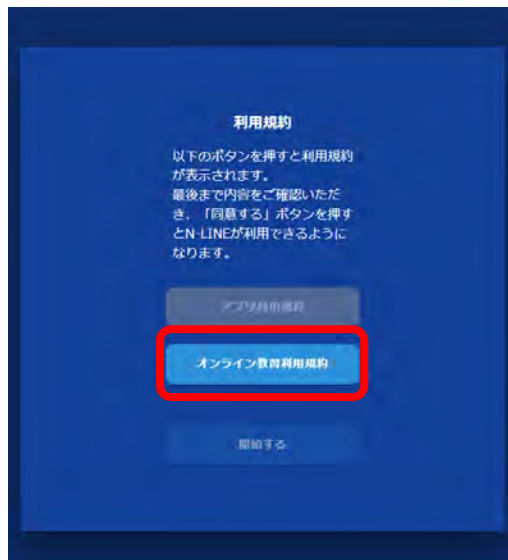 利用規約
以下のボタンを押すと利用規約
が表示されます。
最後まで内容をご確認いただ
き、「同意する」ボタンを押す
とN-LINEが利用できるように
なります。
アプリ利用規約
オンライン教習利用規約
開始する